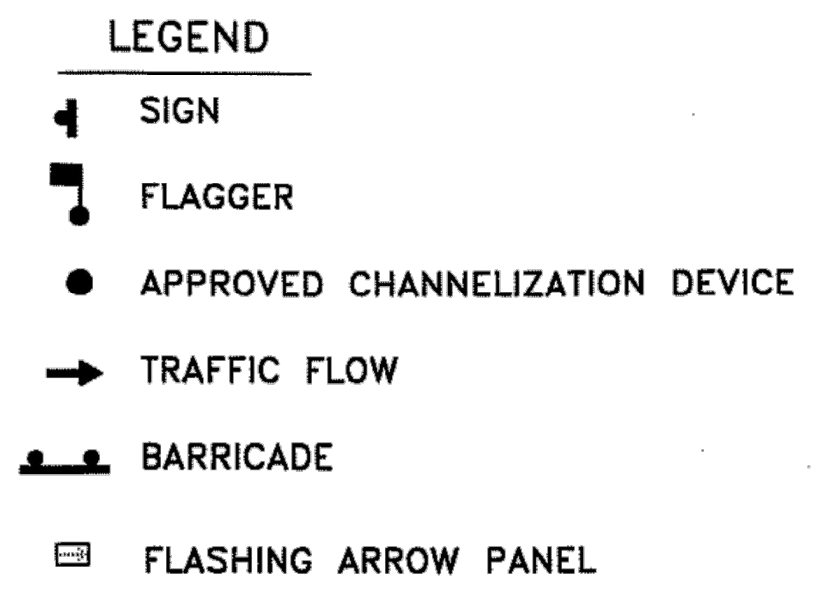 LEGEND
SIGN
FLAGGER
APPROVED CHANNELIZATION DEVICE
TRAFFIC FLOW
BARRICADE
FLASHING ARROW PANEL